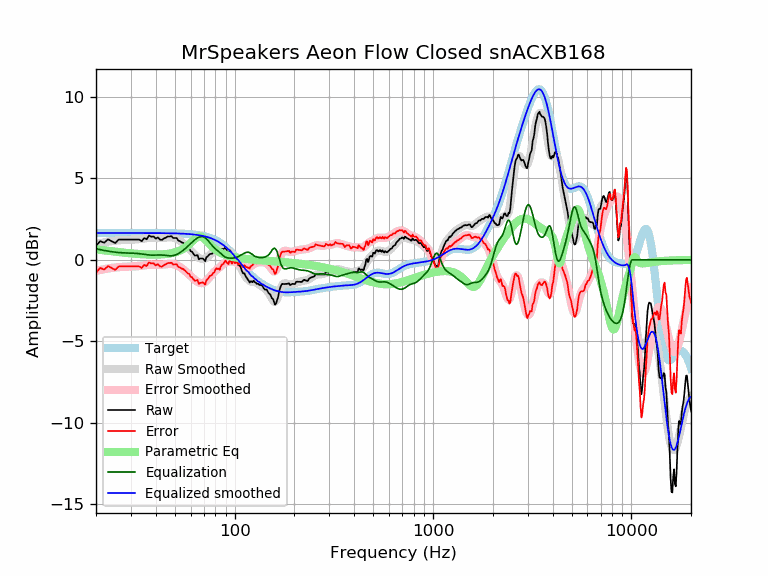 MrSpeakers Aeon Flow Closed snACXB168
10
5
0
−5
−10
−15
Amplitude (dBr)
Target
Raw Smoothed
Error Smoothed
Raw
Error
Parametric Eq
Equalization
Equalized smoothed
100
1000
10000
Frequency (Hz)